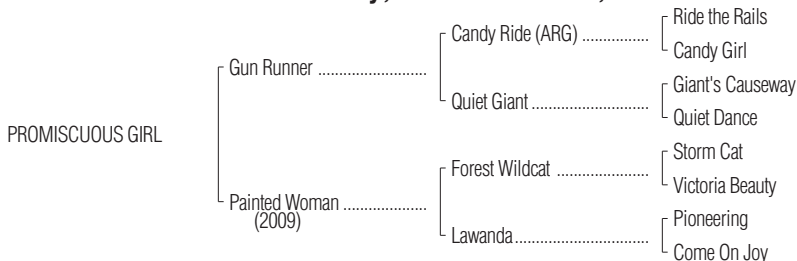 Ride the Rails
Candy Ride (ARG) ................
Candy Girl
Gun Runner ..........................
Giant's Causeway
Quiet Giant ............................
Quiet Dance
PROMISCUOUS GIRL
Storm Cat
Forest Wildcat ......................
Victoria Beauty
Painted Woman ....................
(2009)
Pioneering
Lawanda................................
Come On Joy